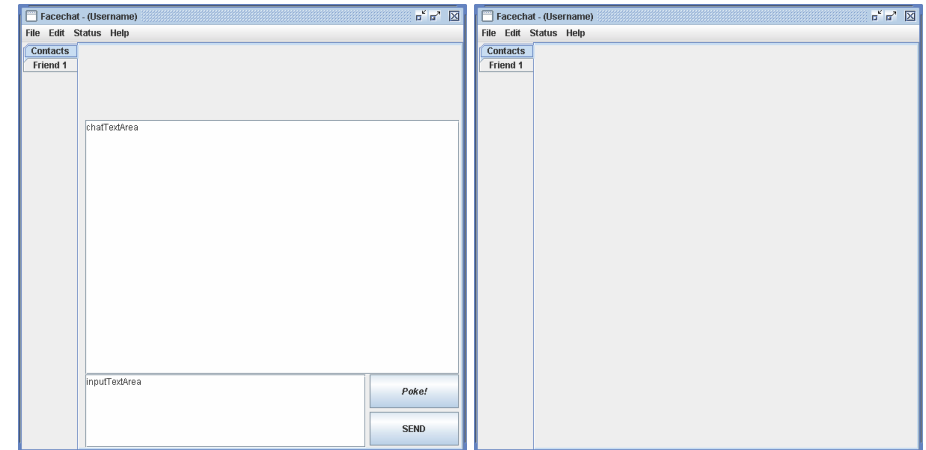 Facechat - (Username)
File Edit Status Help
Contacts
Friend 1
chatTextArea
inputTextArea
Poke!
SEND
Facechat - (Username)
File Edit Status Help
Contacts
Friend 1